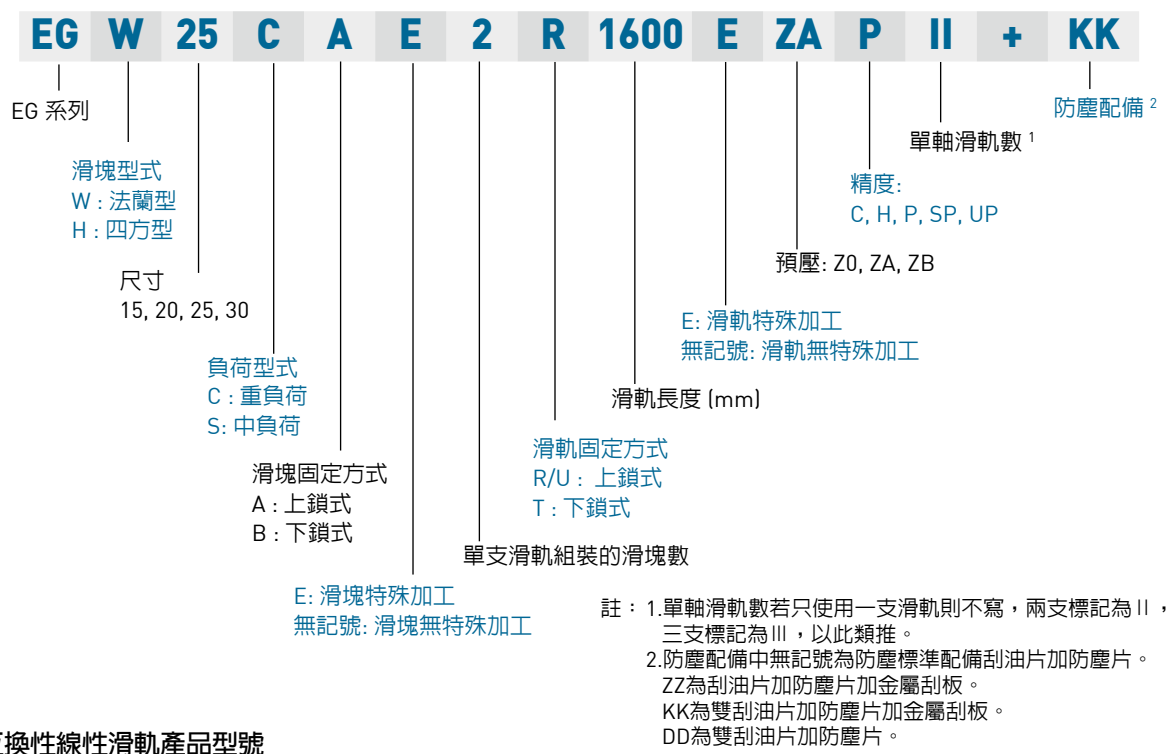 EG W 25 C A E 2 R 1600 E ZA P II + KK
EG 系列
防塵配備 2
單軸滑軌數 1
滑塊型式
W : 法蘭型
H : 四方型
精度:
C, H, P, SP, UP
預壓: Z0, ZA, ZB
尺寸
15, 20, 25, 30
E: 滑軌特殊加工
無記號: 滑軌無特殊加工
負荷型式
C : 重負荷
S: 中負荷
滑軌長度 (mm)
滑軌固定方式
R/U : 上鎖式
T : 下鎖式
滑塊固定方式
A : 上鎖式
B : 下鎖式
單支滑軌組裝的滑塊數
E: 滑塊特殊加工
無記號: 滑塊無特殊加工
註：1.單軸滑軌數若只使用一支滑軌則不寫，兩支標記為II，
三支標記為III，以此類推。
2.防塵配備中無記號為防塵標準配備刮油片加防塵片。
ZZ為刮油片加防塵片加金屬刮板。
KK為雙刮油片加防塵片加金屬刮板。
DD為雙刮油片加防塵片。
互換性線性滑軌產品型號